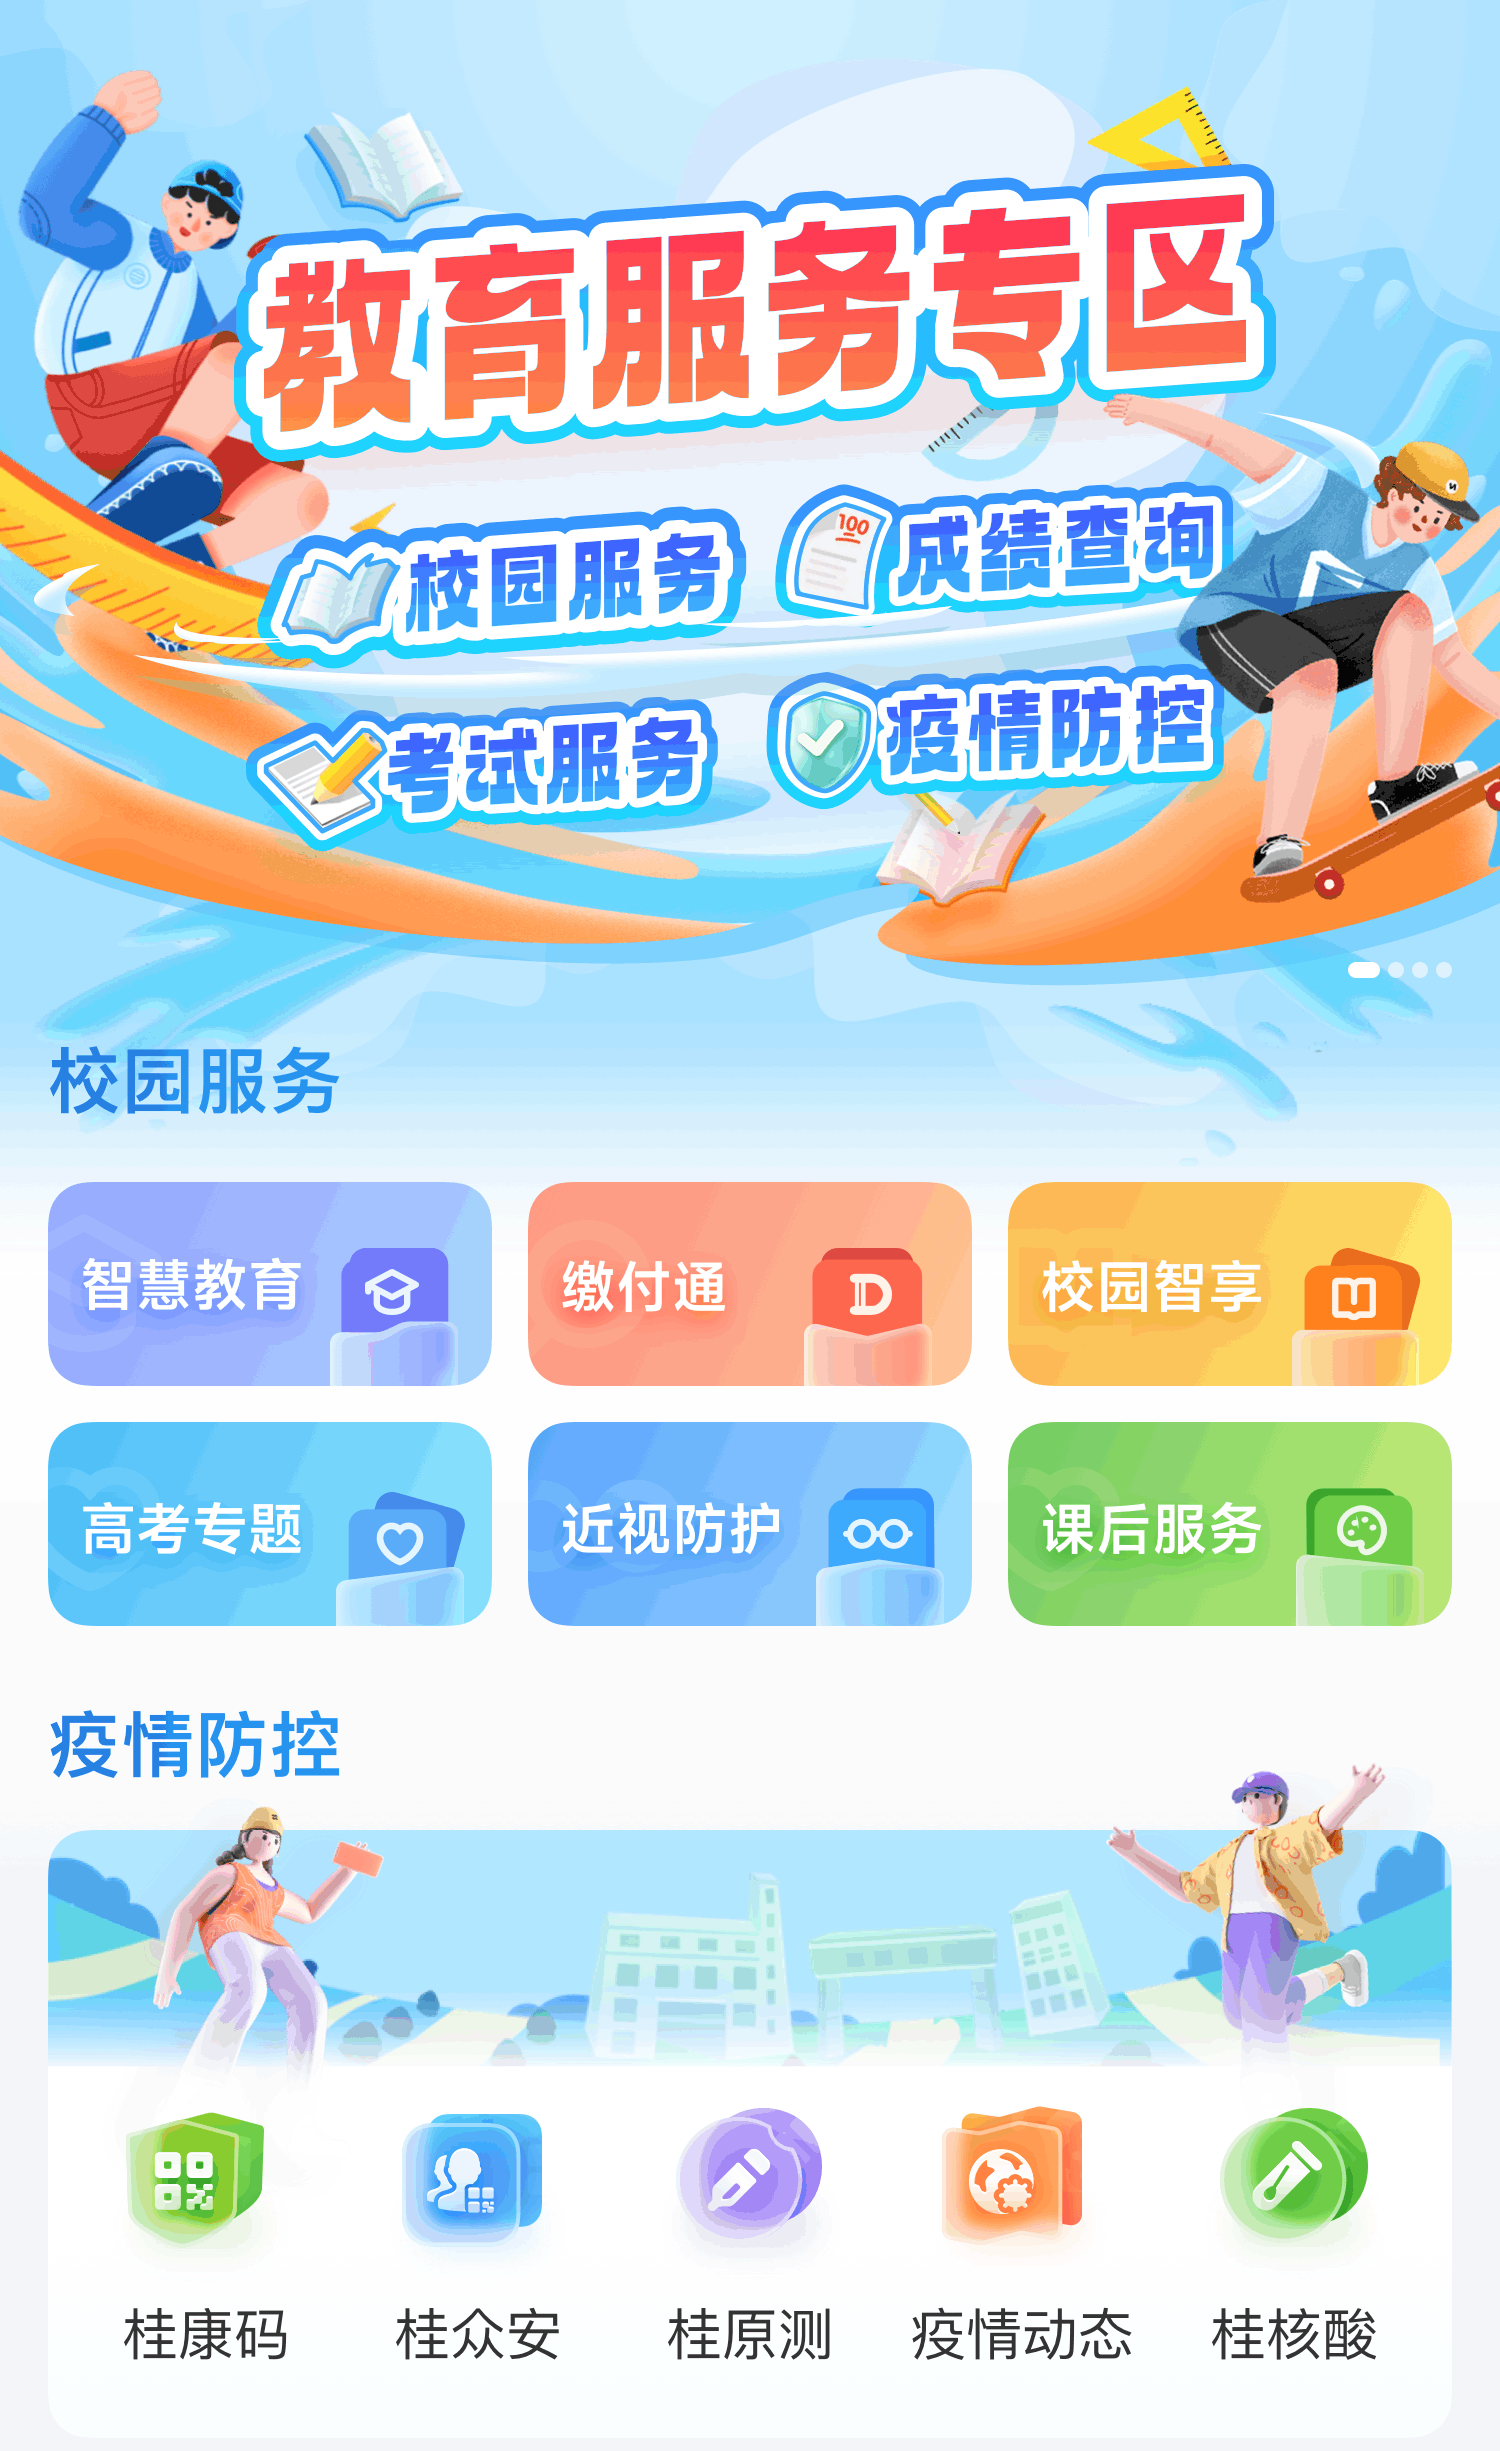 教育服务专区
校园服务
100
成绩查询
考试服务
疫情防控
校园服务
智慧教育
缴付通
校园智享
高考专题
近视防护
课后服务
疫情防控
桂康码
桂众安
桂原测
疫情动态
桂核酸